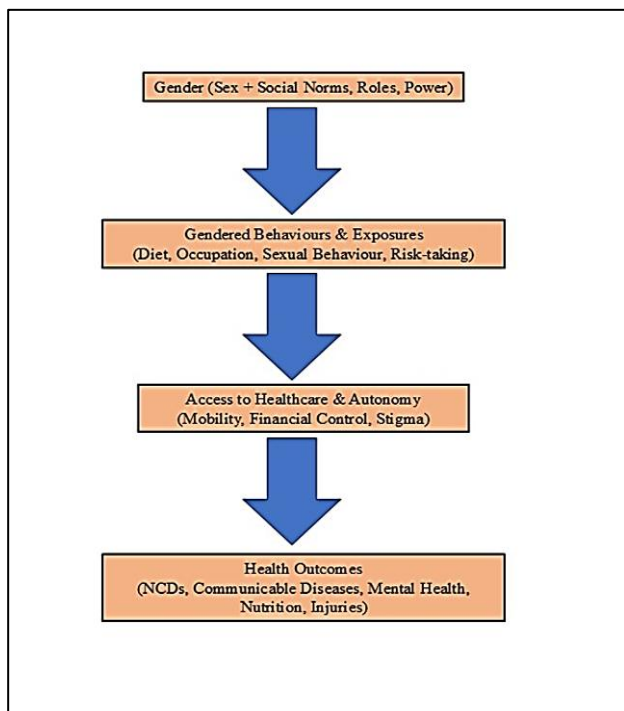 Gender (Sex + Social Norms, Roles, Power)
Gendered Behaviours & Exposures
(Diet, Occupation, Sexual Behaviour, Risk-taking)
Access to Healthcare & Autonomy
(Mobility, Financial Control, Stigma)
Health Outcomes
(NCDs, Communicable Diseases, Mental Health,
Nutrition, Injuries)